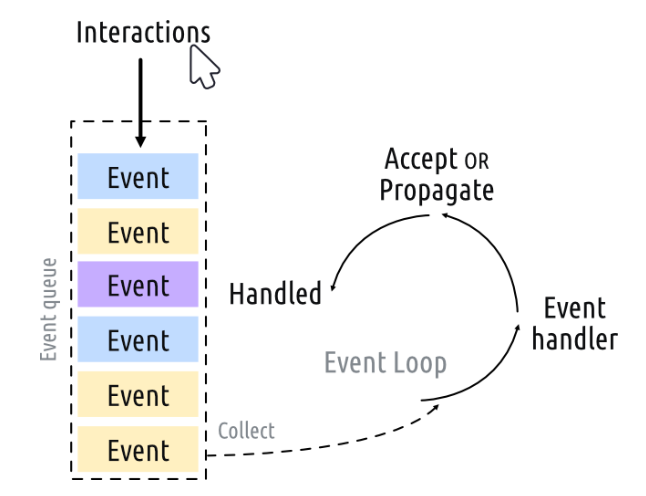 Interactions
Event
Event
Event
Event
Event
Event
Event queue
Collect
Event Loop
Event
handler
Accept OR
Propagate
Handled